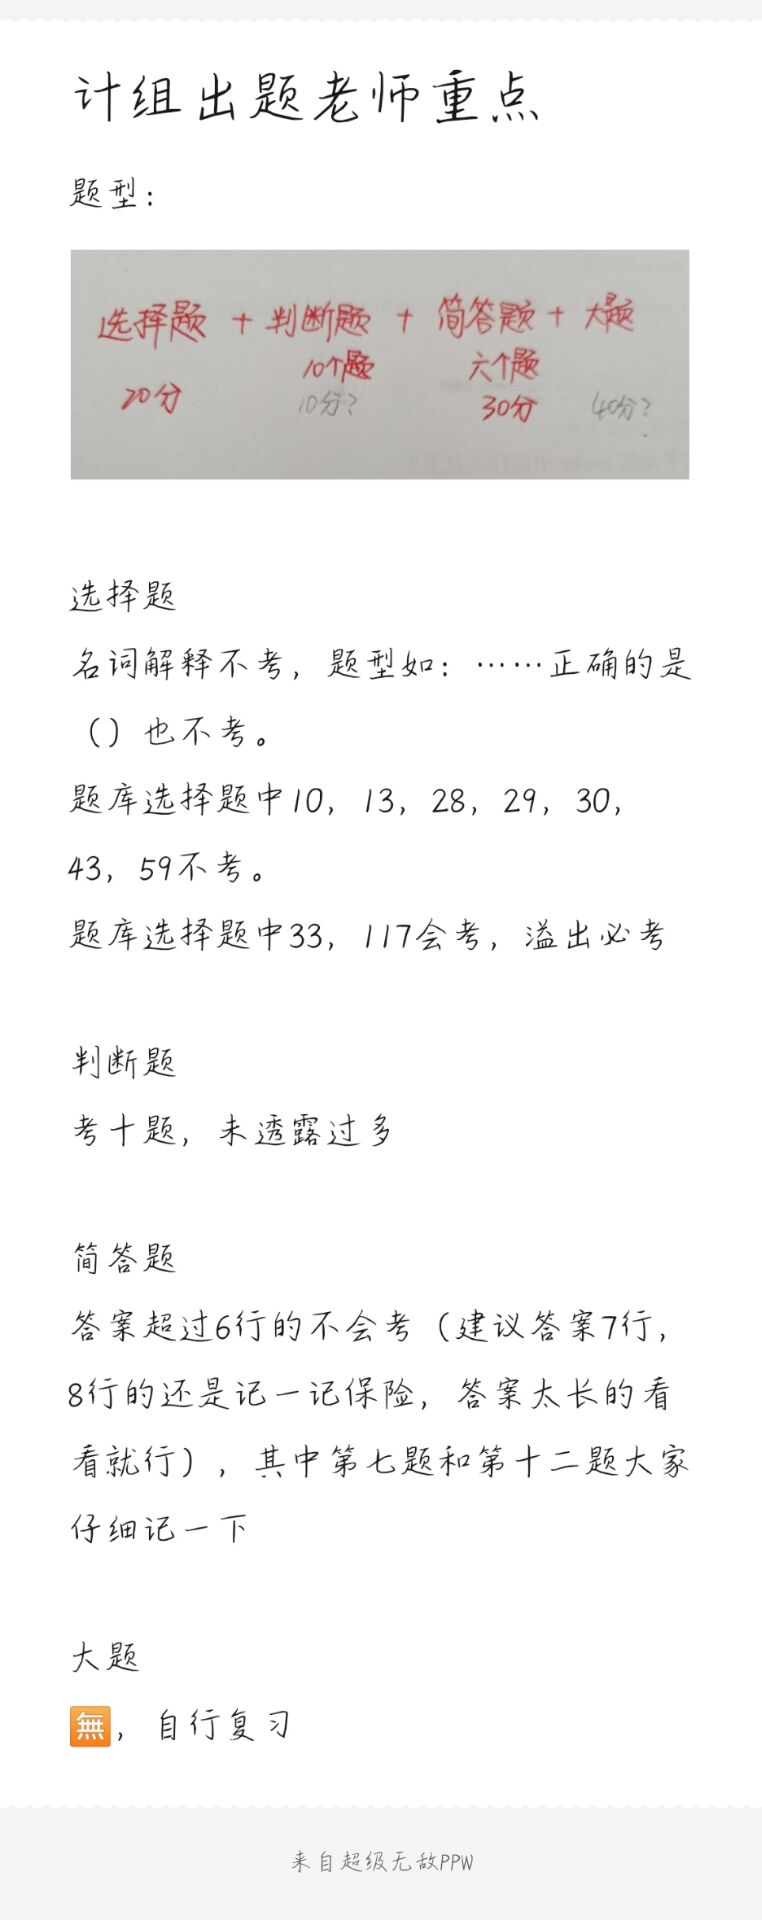 计组出题老师重点
题型：
选择题 + 判断题 + 简答题 + 大题
10个题 六个题
20分 10分? 30分 40分?
选择题
名词解释不考，题型如：……正确的是
（）也不考。
题库选择题中10，13，28，29，30，
43，59不考。
题库选择题中33，117会考，溢出必考
判断题
考十题，未透露过多
简答题
答案超过6行的不会考（建议答案7行，
8行的还是记一记保险，答案太长的看
看就行），其中第七题和第十二题大家
仔细记一下
大题
🈚，自行复习
来自超级无敌PPW